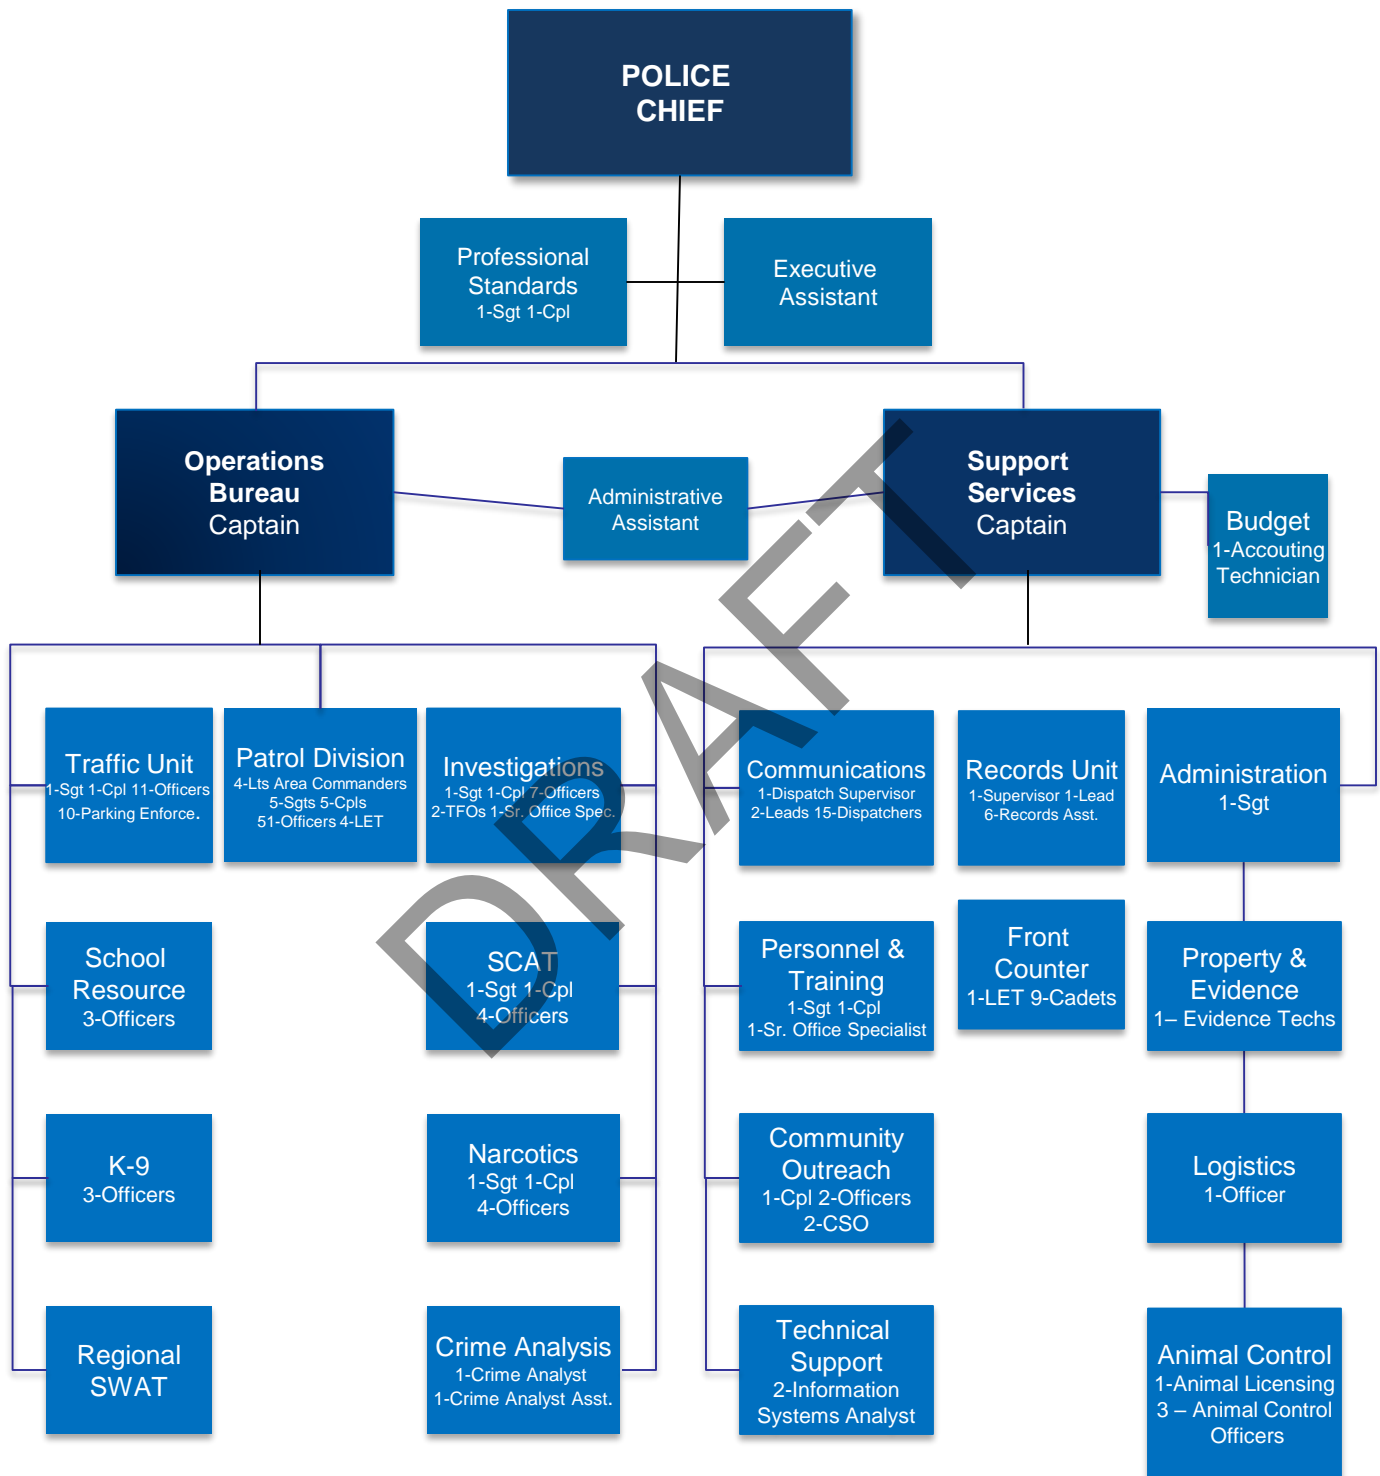 POLICE
CHIEF
Professional
Standards
1-Sgt 1-Cpl
Executive
Assistant
Operations
Bureau
Captain
Administrative
Assistant
Support
Services
Captain
Budget
1-Accouting
Technician
Traffic Unit
1-Sgt 1-Cpl 11-Officers
10-Parking Enforce.
Patrol Division
4-Lts Area Commanders
5-Sgts 5-Cpls
51-Officers 4-LET
Investigations
1-Sgt 1-Cpl 7-Officers
2-TFOs 1-Sr. Office Spec.
Communications
1-Dispatch Supervisor
2-Leads 15-Dispatchers
Records Unit
1-Supervisor 1-Lead
6-Records Asst.
Administration
1-Sgt
School
Resource
3-Officers
SCAT
1-Sgt 1-Cpl
4-Officers
Personnel &
Training
1-Sgt 1-Cpl
1-Sr. Office Specialist
Front
Counter
1-LET 9-Cadets
Property &
Evidence
1– Evidence Techs
K-9
3-Officers
Narcotics
1-Sgt 1-Cpl
4-Officers
Community
Outreach
1-Cpl 2-Officers
2-CSO
Logistics
1-Officer
Regional
SWAT
Crime Analysis
1-Crime Analyst
1-Crime Analyst Asst.
Technical
Support
2-Information
Systems Analyst
Animal Control
1-Animal Licensing
3 – Animal Control
Officers
DRAFT